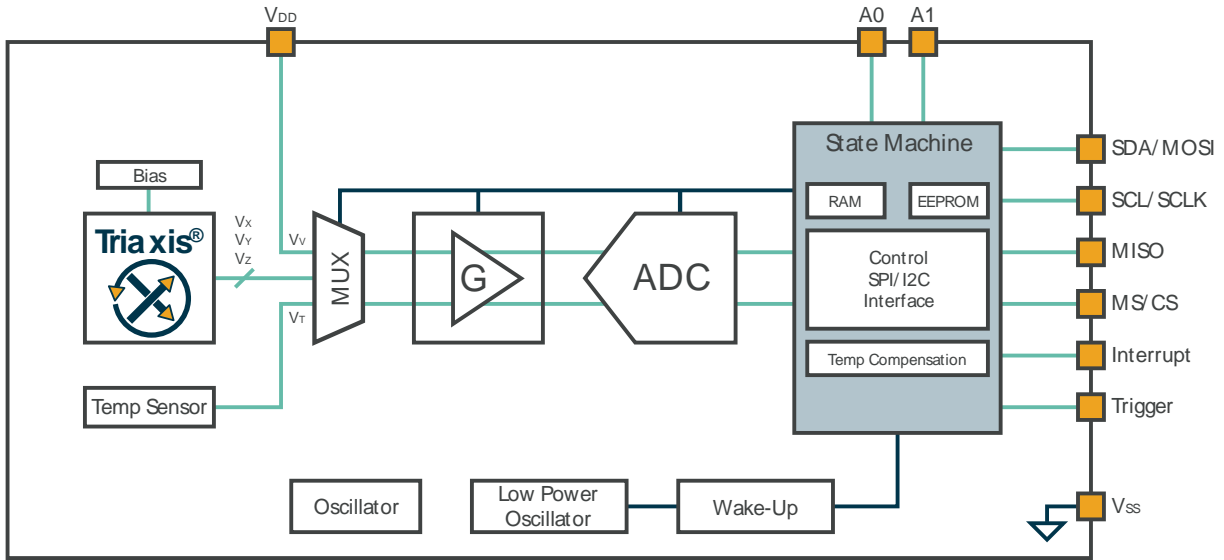 VDD
A0
A1
State Machine
SDA/MOSI
Bias
RAM
EEPROM
SCL/SCLK
Triaxis®
VX
VY
VZ
VV
MUX
G
ADC
Control
SPI/I2C
Interface
MISO
MS/CS
VT
Temp Compensation
Interrupt
Temp Sensor
Trigger
Oscillator
Low Power
Oscillator
Wake-Up
VSS